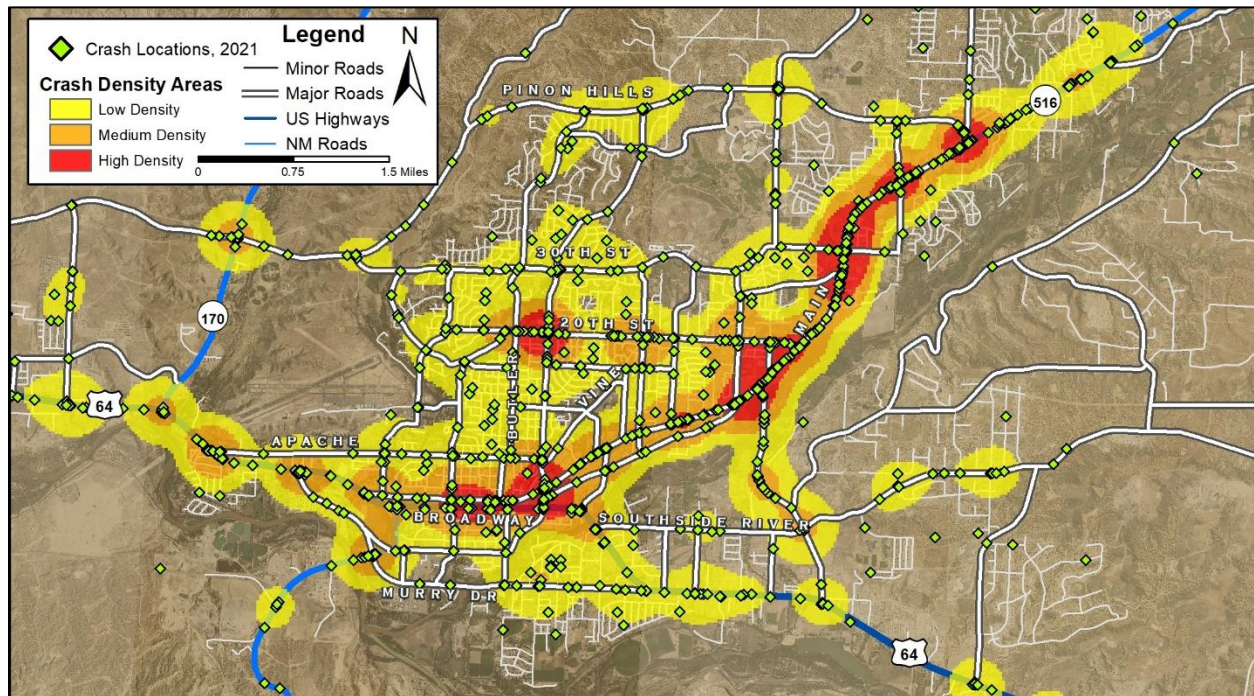 Legend
Crash Locations, 2021
Crash Density Areas
Low Density
Medium Density
High Density
Minor Roads
Major Roads
US Highways
NM Roads
N
0 0.75 1.5 Miles
PINON HILLS
516
30TH ST
170
MAIN
20TH ST
BUTLER
VINE
64
APACHE
BROADWAY
SOUTHSIDE RIVER
MURRY DR
64